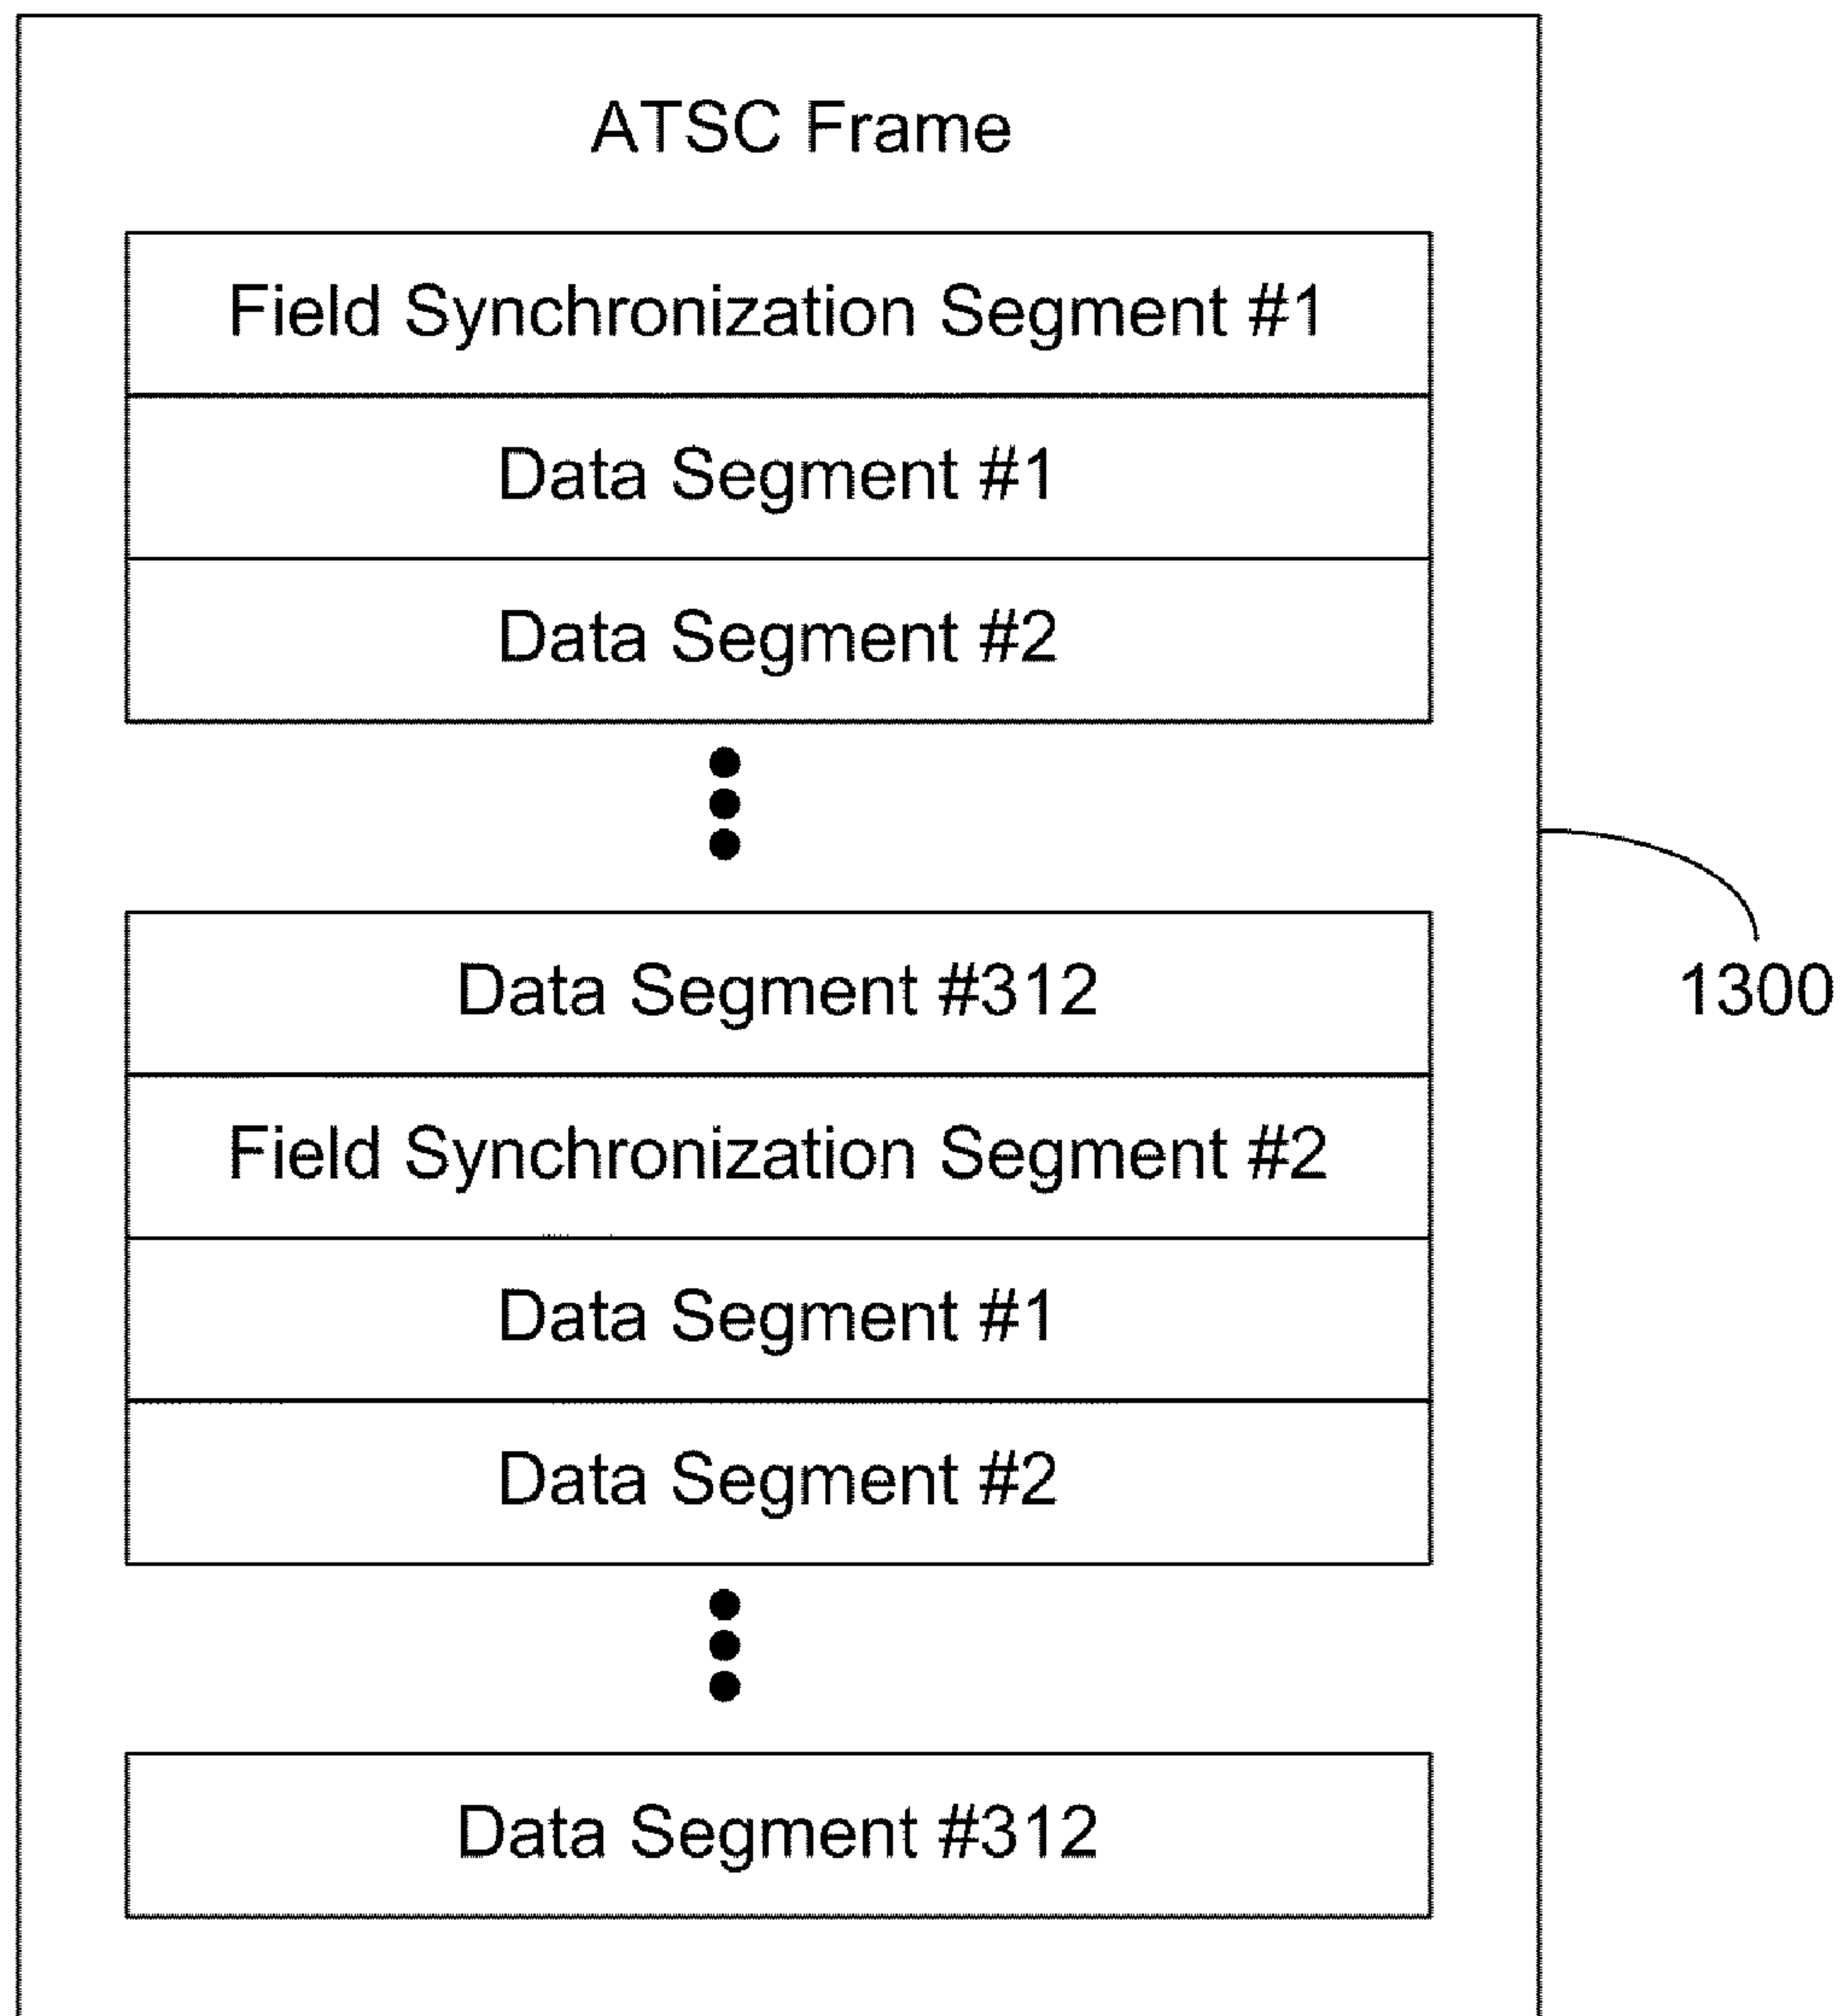 ATSC Frame
Field Synchronization Segment #1
Data Segment #1
Data Segment #2
Data Segment #312
1300
Field Synchronization Segment #2
Data Segment #1
Data Segment #2
Data Segment #312